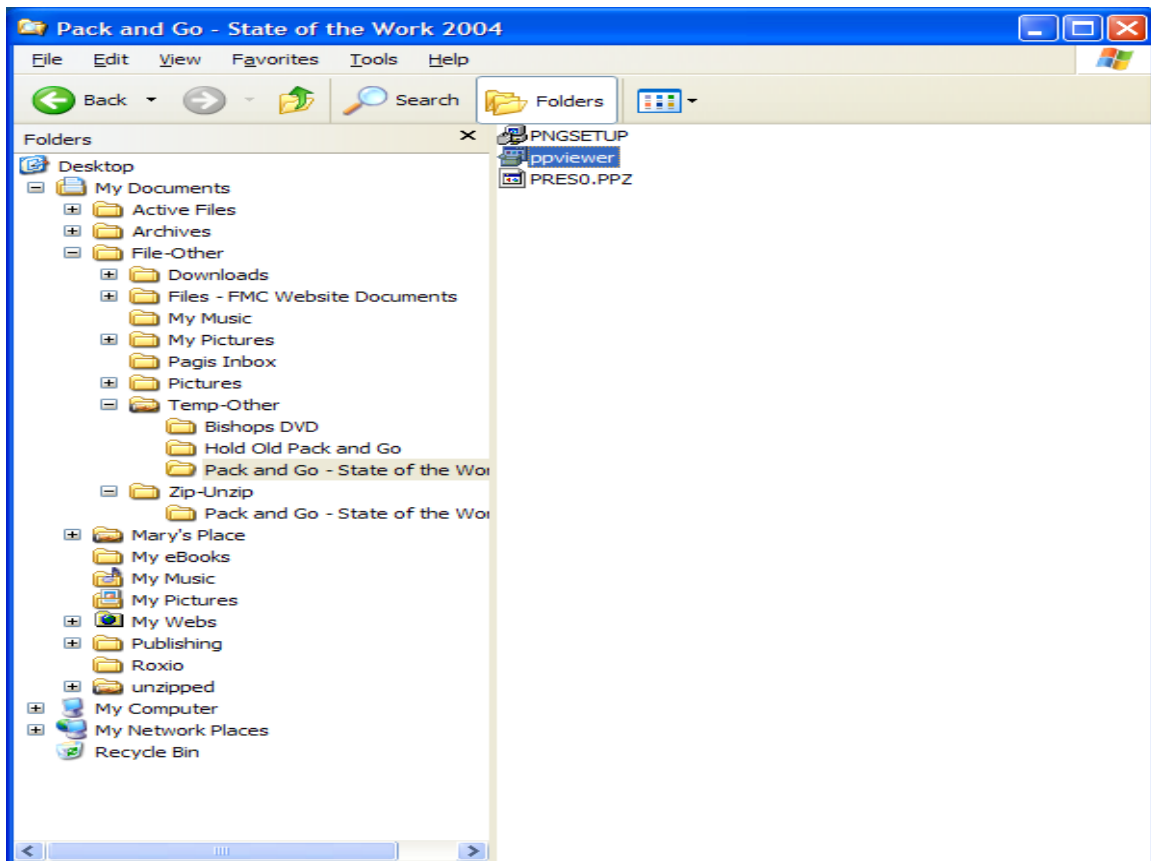 Pack and Go - State of the Work 2004
File Edit View Favorites Tools Help
Back Search Folders
Folders
Desktop
My Documents
Active Files
Archives
File-Other
Downloads
Files - FMC Website Documents
My Music
My Pictures
Pagis Inbox
Pictures
Temp-Other
Bishops DVD
Hold Old Pack and Go
Pack and Go - State of the Wor
Zip-Unzip
Pack and Go - State of the Wor
Mary's Place
My eBooks
My Music
My Pictures
My Webs
Publishing
Roxio
unzipped
My Computer
My Network Places
Recycle Bin
PNGSETUP
ppviewer
PRES0.PPZ